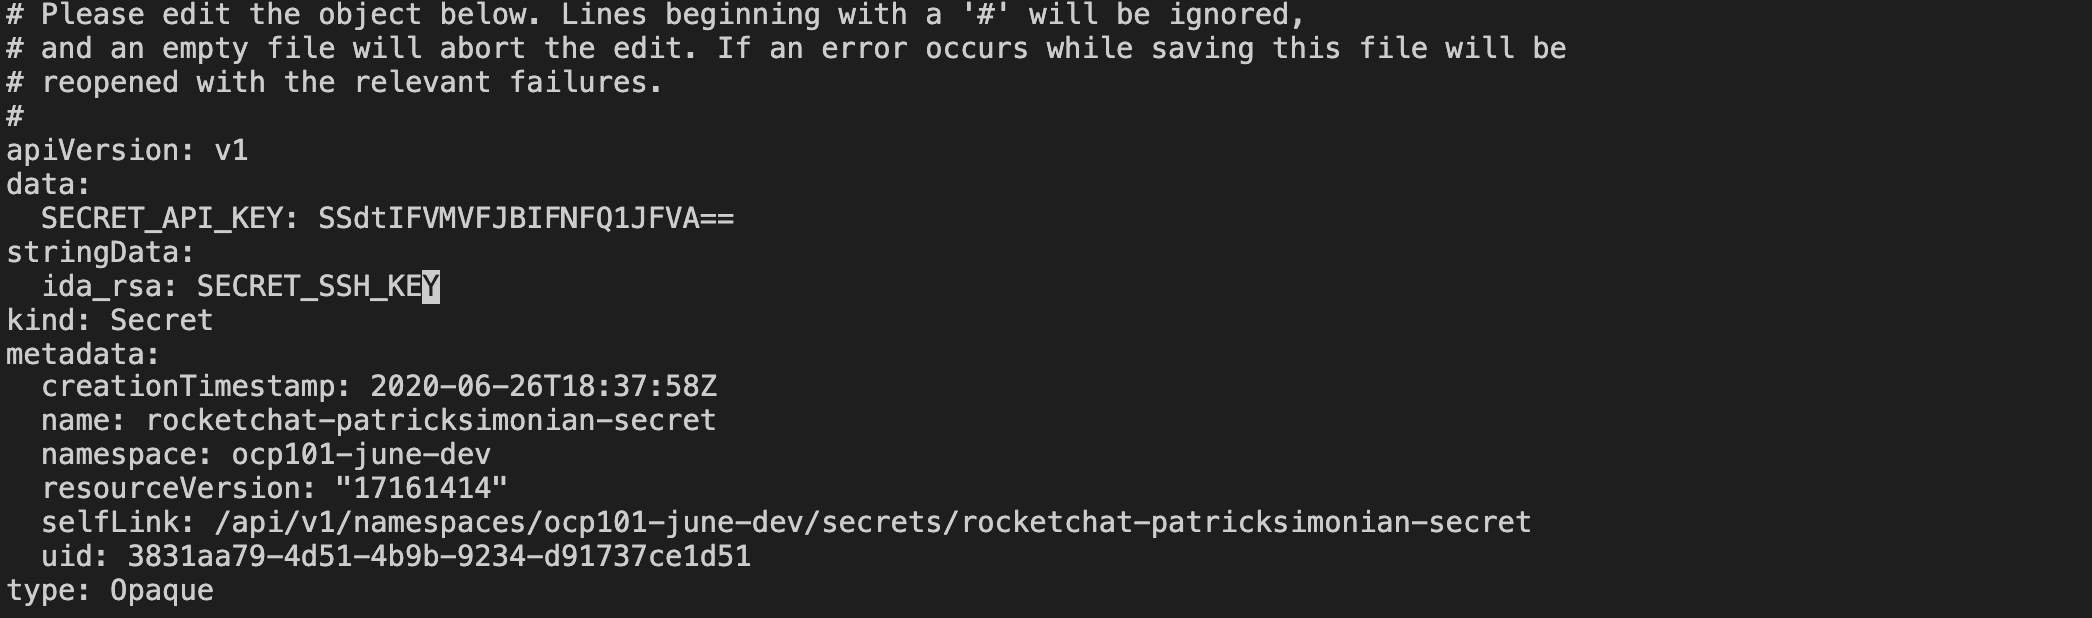 # Please edit the object below. Lines beginning with a '#' will be ignored,
# and an empty file will abort the edit. If an error occurs while saving this file will be
# reopened with the relevant failures.
#
apiVersion: v1
data:
  SECRET_API_KEY: SSdtIFVMVFJBIFNFQ1JFVA==
stringData:
  ida_rsa: SECRET_SSH_KEY
kind: Secret
metadata:
  creationTimestamp: 2020-06-26T18:37:58Z
  name: rocketchat-patricksimonian-secret
  namespace: ocp101-june-dev
  resourceVersion: "17161414"
  selfLink: /api/v1/namespaces/ocp101-june-dev/secrets/rocketchat-patricksimonian-secret
  uid: 3831aa79-4d51-4b9b-9234-d91737ce1d51
type: Opaque